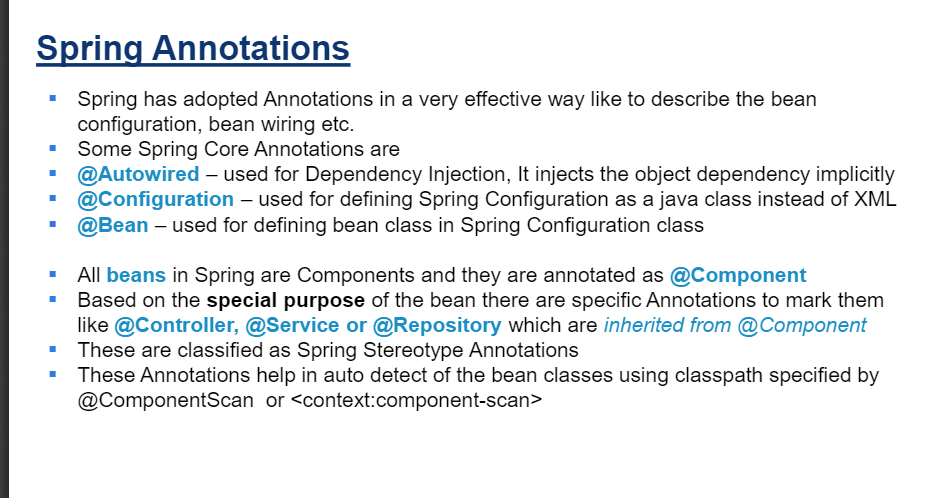 Spring Annotations
Spring has adopted Annotations in a very effective way like to describe the bean
configuration, bean wiring etc.
Some Spring Core Annotations are
@Autowired – used for Dependency Injection, It injects the object dependency implicitly
@Configuration – used for defining Spring Configuration as a java class instead of XML
@Bean – used for defining bean class in Spring Configuration class
All beans in Spring are Components and they are annotated as @Component
Based on the special purpose of the bean there are specific Annotations to mark them
like @Controller, @Service or @Repository which are inherited from @Component
These are classified as Spring Stereotype Annotations
These Annotations help in auto detect of the bean classes using classpath specified by
@ComponentScan  or <context:component-scan>